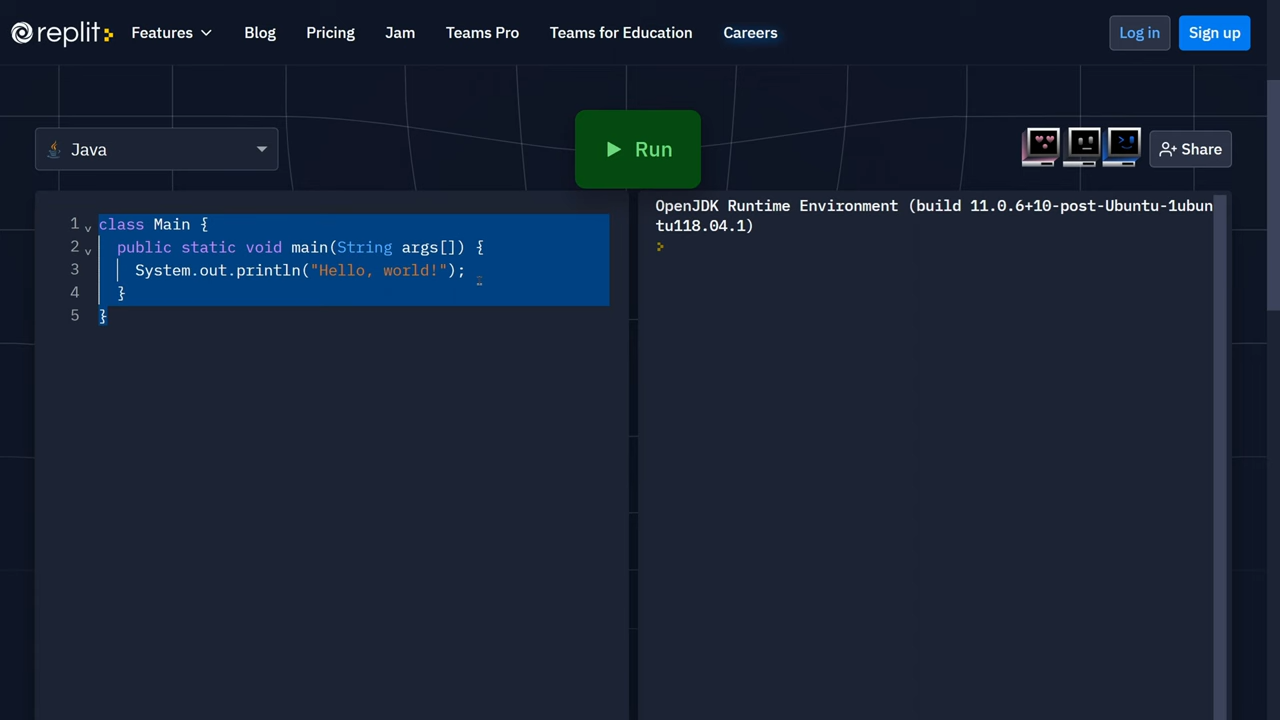 replit Features Blog Pricing Jam Teams Pro Teams for Education Careers Log in Sign up
Java
Run
Share
1 class Main {
2 public static void main(String args[]) {
3 System.out.println("Hello, world!");
4 }
5 }
OpenJDK Runtime Environment (build 11.0.6+10-post-Ubuntu-1ubun
tu118.04.1)
>